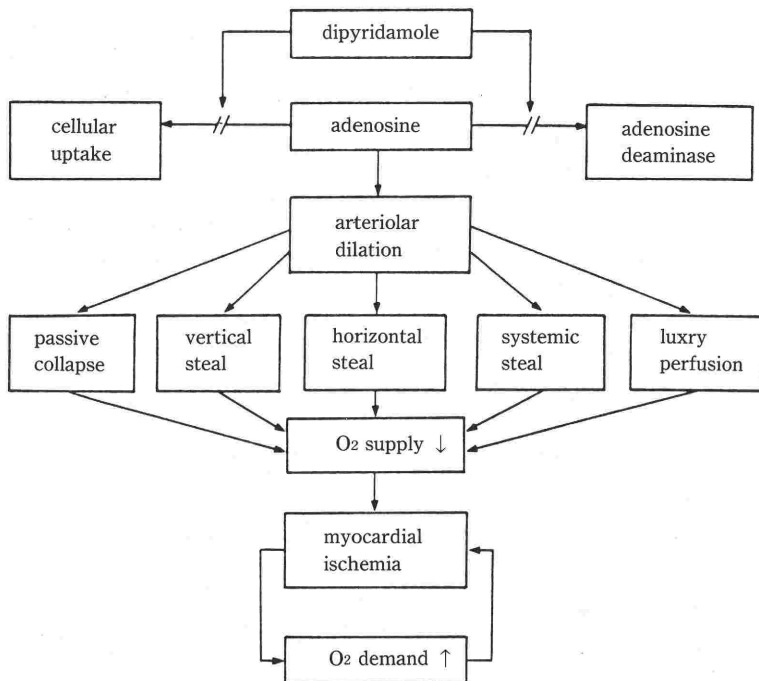 dipyridamole
cellular
uptake
adenosine
adenosine
deaminase
arteriolar
dilation
passive
collapse
vertical
steal
horizontal
steal
systemic
steal
luxry
perfusion
O2 supply ↓
myocardial
ischemia
O2 demand ↑